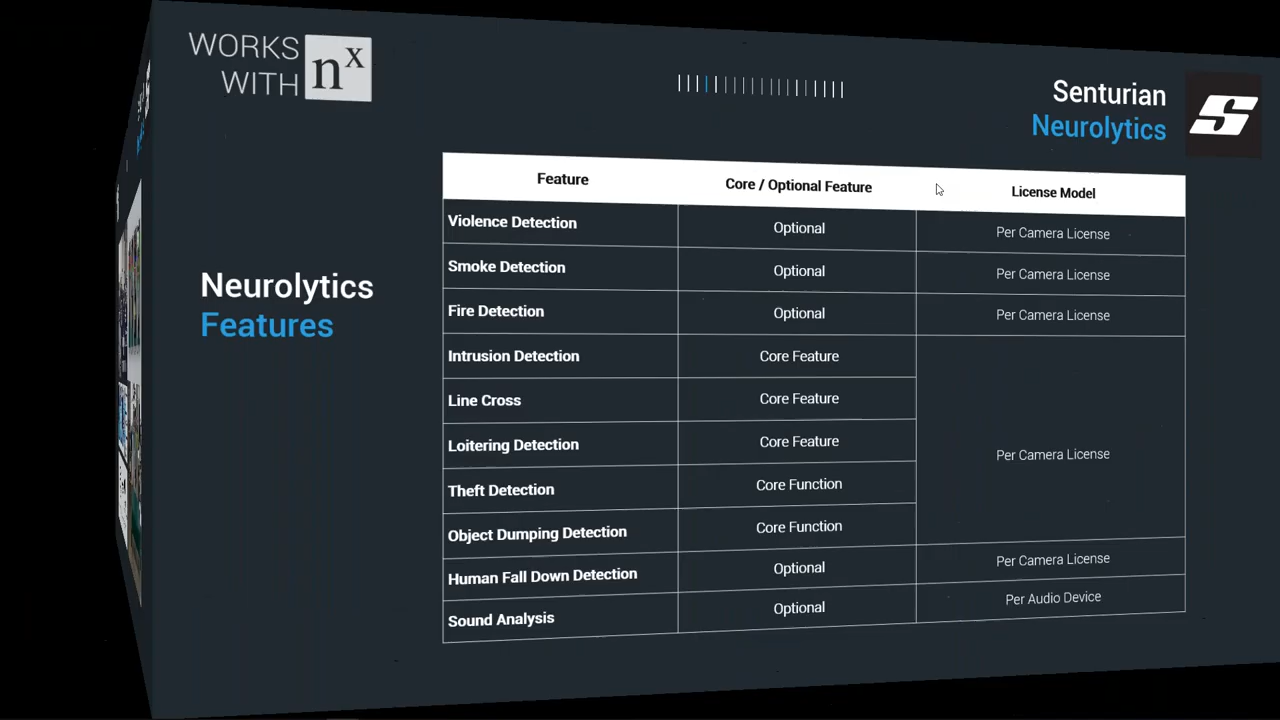 WORKS
WITH nx
Senturian
Neurolytics
S
Neurolytics
Features
Feature Core / Optional Feature License Model
Violence Detection Optional Per Camera License
Smoke Detection Optional Per Camera License
Fire Detection Optional Per Camera License
Intrusion Detection Core Feature
Line Cross Core Feature
Loitering Detection Core Feature Per Camera License
Theft Detection Core Function
Object Dumping Detection Core Function
Human Fall Down Detection Optional Per Camera License
Sound Analysis Optional Per Audio Device